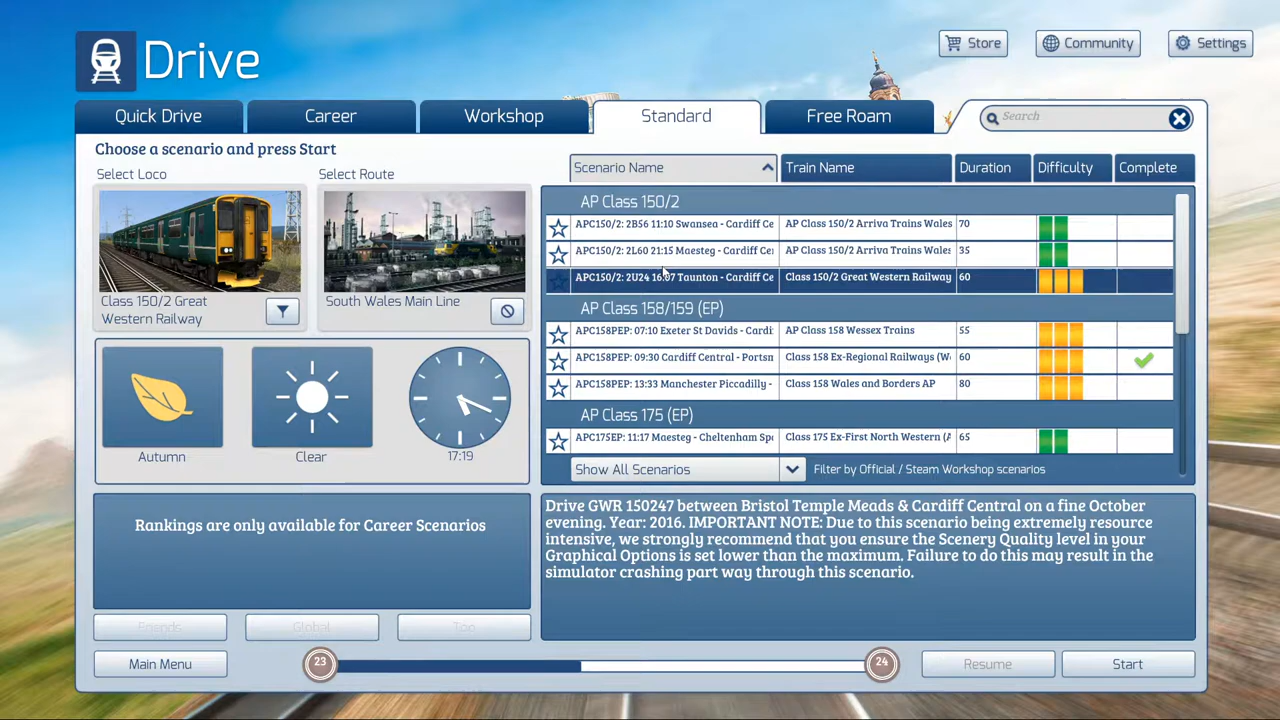 Drive
Store
Community
Settings
Quick Drive
Career
Workshop
Standard
Free Roam
Search
Choose a scenario and press Start
Select Loco
Select Route
Class 150/2 Great
Western Railway
South Wales Main Line
Autumn
Clear
17:19
Scenario Name
Train Name
Duration
Difficulty
Complete
AP Class 150/2
APC150/2: 2B56 11:10 Swansea - Cardiff Ce
AP Class 150/2 Arriva Trains Wales
70
APC150/2: 2L60 21:15 Maesteg - Cardiff Cer
AP Class 150/2 Arriva Trains Wales
35
APC150/2: 2U24 16:07 Taunton - Cardiff Ce
Class 150/2 Great Western Railway
60
AP Class 158/159 (EP)
APC158PEP: 07:10 Exeter St Davids - Cardi
AP Class 158 Wessex Trains
55
APC158PEP: 09:30 Cardiff Central - Portsn
Class 158 Ex-Regional Railways (W
60
APC158PEP: 13:33 Manchester Piccadilly -
Class 158 Wales and Borders AP
80
AP Class 175 (EP)
APC175EP: 11:17 Maesteg - Cheltenham Spa
Class 175 Ex-First North Western (A
65
Show All Scenarios
Filter by Official / Steam Workshop scenarios
Rankings are only available for Career Scenarios
Drive GWR 150247 between Bristol Temple Meads & Cardiff Central on a fine October
evening. Year: 2016. IMPORTANT NOTE: Due to this scenario being extremely resource
intensive, we strongly recommend that you ensure the Scenery Quality level in your
Graphical Options is set lower than the maximum. Failure to do this may result in the
simulator crashing part way through this scenario.
Friends
Global
Top
Main Menu
23
24
Resume
Start